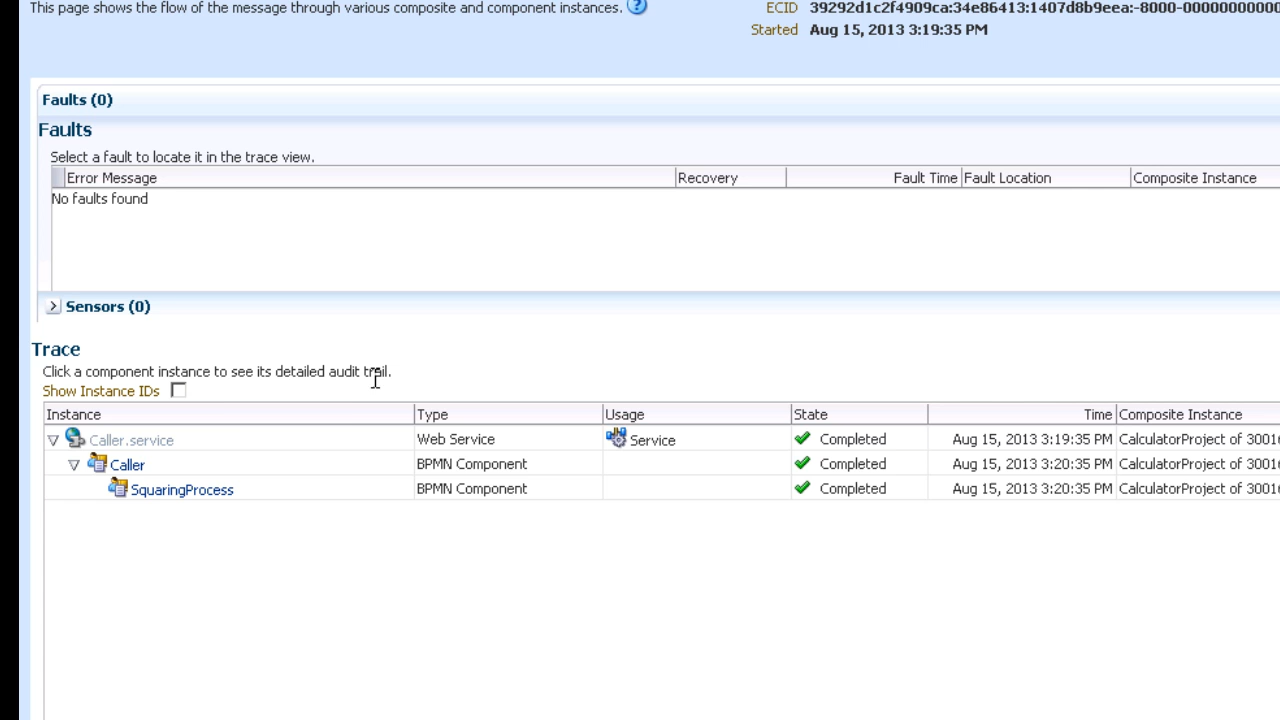 This page shows the flow of the message through various composite and component instances.
ECID 39292d1c2f4909ca:34e86413:1407d8b9eea:-8000-00000000000
Started Aug 15, 2013 3:19:35 PM
Faults (0)
Faults
Select a fault to locate it in the trace view.
Error Message Recovery Fault Time Fault Location Composite Instance
No faults found
Sensors (0)
Trace
Click a component instance to see its detailed audit trail.
Show Instance IDs
Instance Type Usage State Time Composite Instance
Caller.service Web Service Service Completed Aug 15, 2013 3:19:35 PM CalculatorProject of 30016
Caller BPMN Component Completed Aug 15, 2013 3:20:35 PM CalculatorProject of 30016
SquaringProcess BPMN Component Completed Aug 15, 2013 3:20:35 PM CalculatorProject of 30016